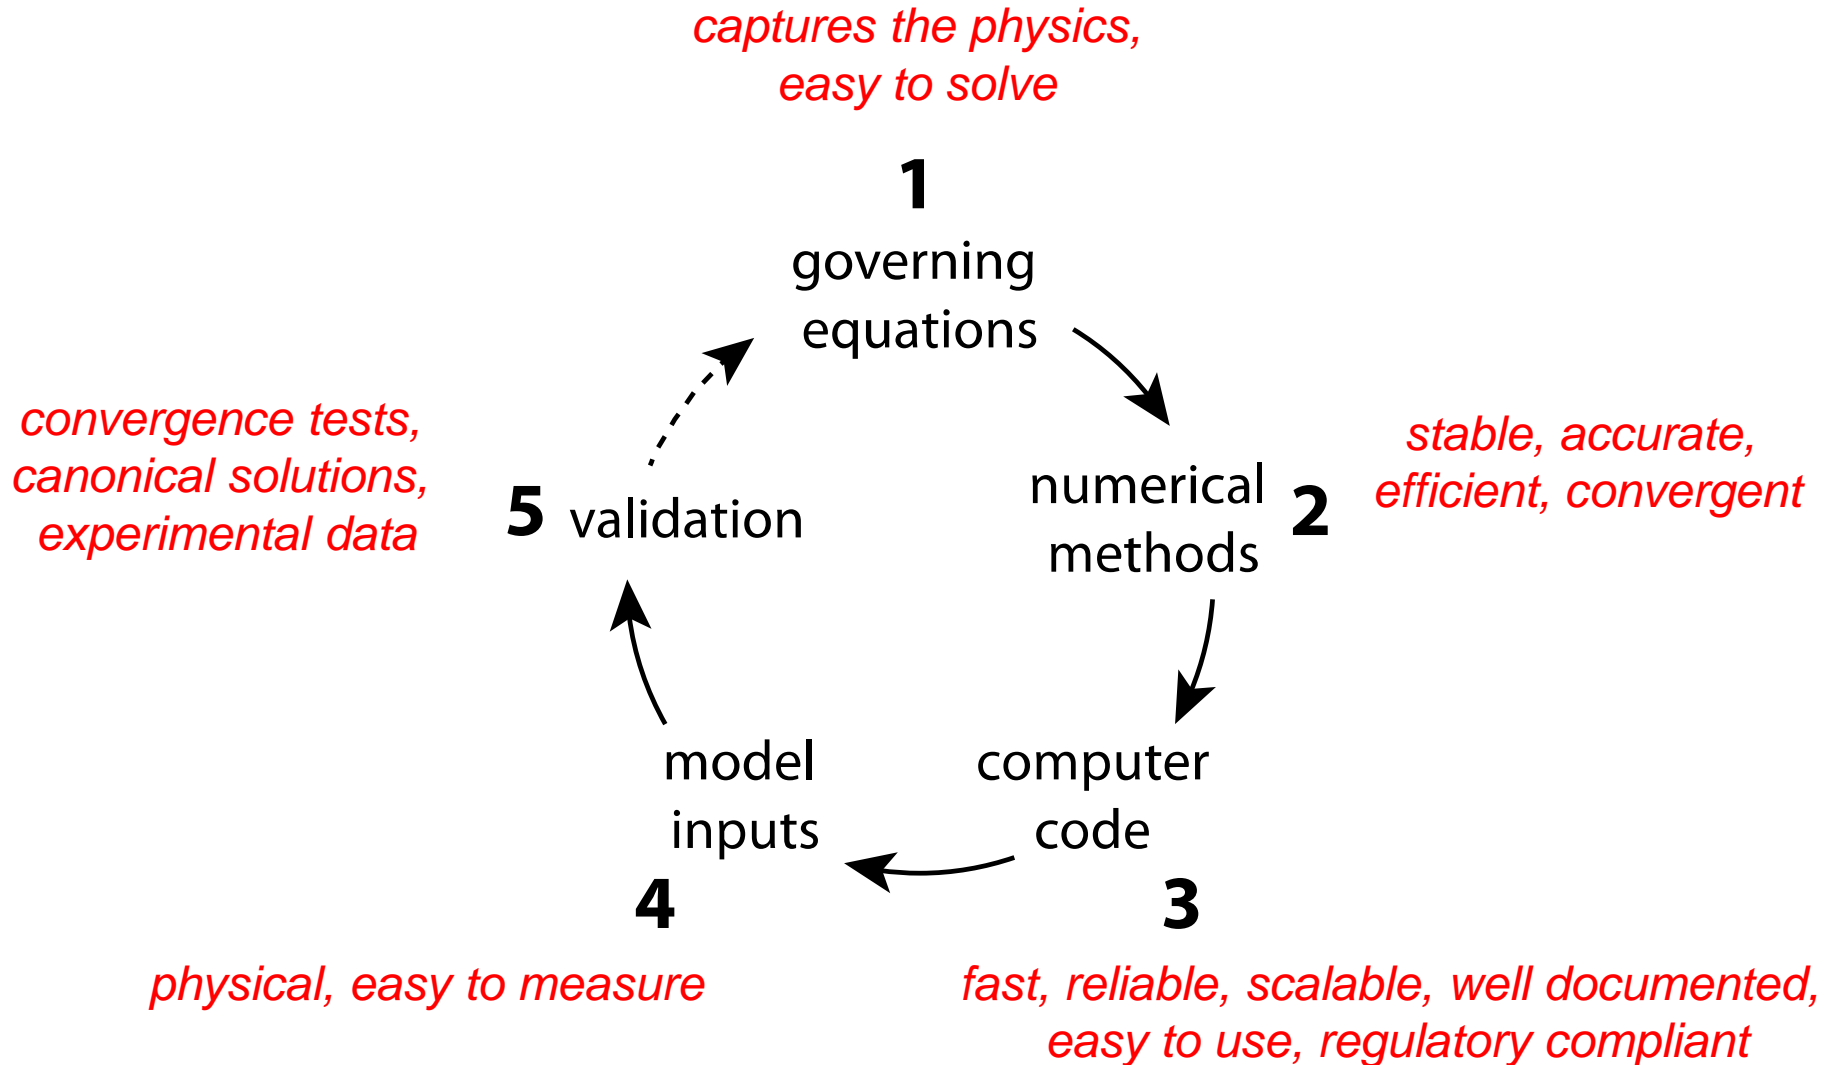 captures the physics,
easy to solve
1
governing
equations
stable, accurate,
efficient, convergent
numerical
methods
2
computer
code
3
fast, reliable, scalable, well documented,
easy to use, regulatory compliant
model
inputs
4
physical, easy to measure
5 validation
convergence tests,
canonical solutions,
experimental data